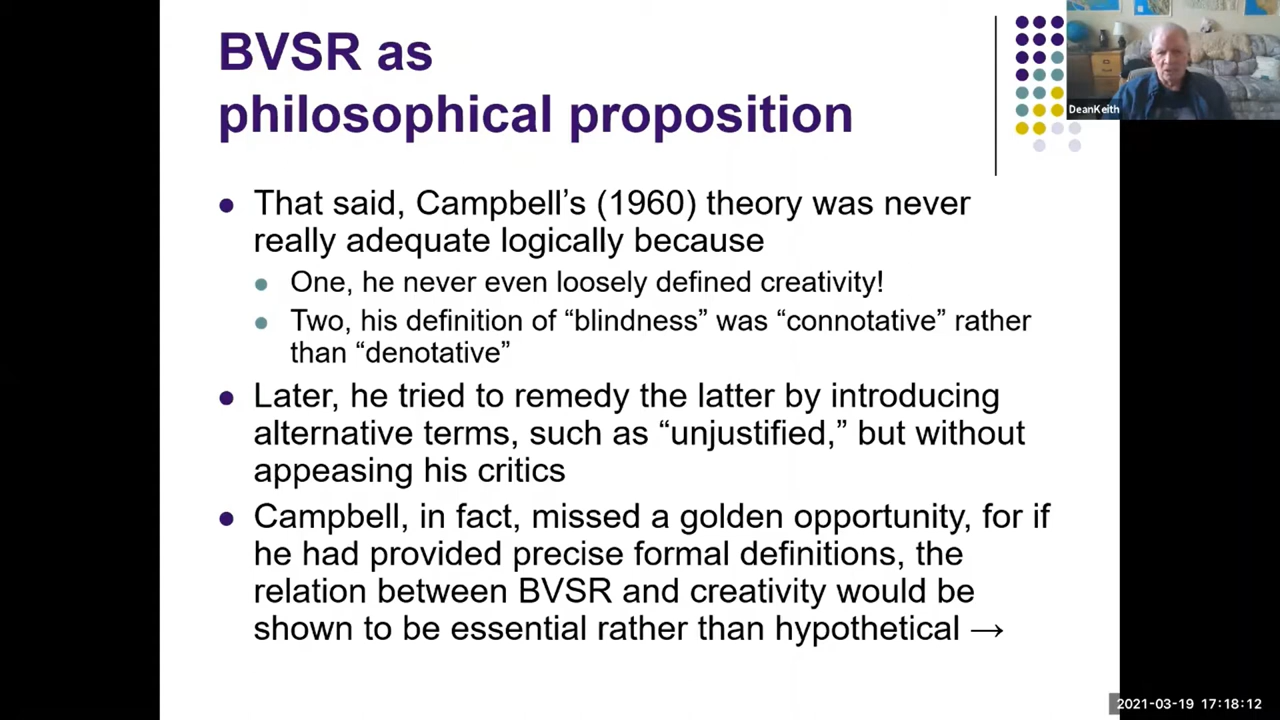 BVSR as
philosophical proposition
DeanKeith
● That said, Campbell’s (1960) theory was never
really adequate logically because
● One, he never even loosely defined creativity!
● Two, his definition of “blindness” was “connotative” rather
than “denotative”
● Later, he tried to remedy the latter by introducing
alternative terms, such as “unjustified,” but without
appeasing his critics
● Campbell, in fact, missed a golden opportunity, for if
he had provided precise formal definitions, the
relation between BVSR and creativity would be
shown to be essential rather than hypothetical →
2021-03-19 17:18:12